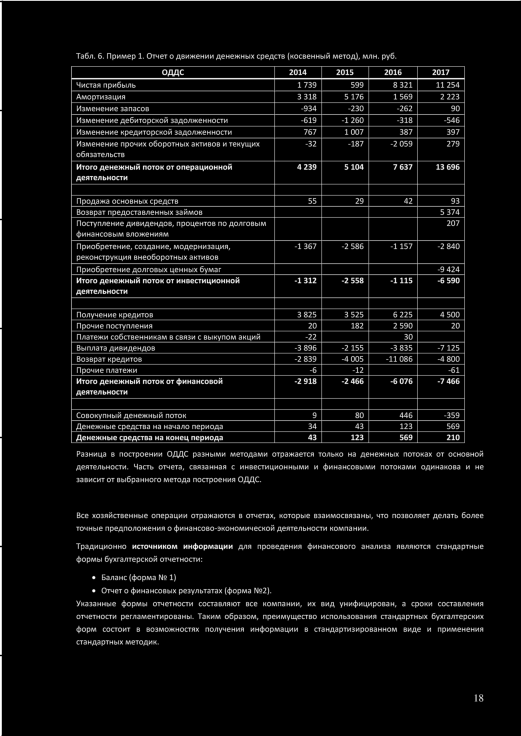 Табл. 6. Пример 1. Отчет о движении денежных средств (косвенный метод), млн. руб.
ОДДС 2014 2015 2016 2017
Чистая прибыль 1 739 599 8 321 11 254
Амортизация 3 318 5 176 1 569 2 223
Изменение запасов -934 -230 -262 90
Изменение дебиторской задолженности -619 -1 260 -318 -546
Изменение кредиторской задолженности 767 1 007 387 397
Изменение прочих оборотных активов и текущих -32 -187 -2 059 279
обязательств
Итого денежный поток от операционной 4 239 5 104 7 637 13 696
деятельности
Продажа основных средств 55 29 42 93
Возврат предоставленных займов 5 374
Поступление дивидендов, процентов по долговым 207
финансовым вложениям
Приобретение, создание, модернизация, -1 367 -2 586 -1 157 -2 840
реконструкция внеоборотных активов
Приобретение долговых ценных бумаг -9 424
Итого денежный поток от инвестиционной -1 312 -2 558 -1 115 -6 590
деятельности
Получение кредитов 3 825 3 525 6 225 4 500
Прочие поступления 20 182 2 590 20
Платежи собственникам в связи с выкупом акций -22 30
Выплата дивидендов -3 896 -2 155 -3 835 -7 125
Возврат кредитов -2 839 -4 005 -11 086 -4 800
Прочие платежи -6 -12 -61
Итого денежный поток от финансовой -2 918 -2 466 -6 076 -7 466
деятельности
Совокупный денежный поток 9 80 446 -359
Денежные средства на начало периода 34 43 123 569
Денежные средства на конец периода 43 123 569 210
Разница в построении ОДДС разными методами отражается только на денежных потоках от основной
деятельности. Часть отчета, связанная с инвестиционными и финансовыми потоками одинакова и не
зависит от выбранного метода построения ОДДС.
Все хозяйственные операции отражаются в отчетах, которые взаимосвязаны, что позволяет делать более
точные предположения о финансово-экономической деятельности компании.
Традиционно источником информации для проведения финансового анализа являются стандартные
формы бухгалтерской отчетности:
• Баланс (форма № 1)
• Отчет о финансовых результатах (форма №2).
Указанные формы отчетности составляют все компании, их вид унифицирован, а сроки составления
отчетности регламентированы. Таким образом, преимущество использования стандартных бухгалтерских
форм состоит в возможностях получения информации в стандартизированном виде и применения
стандартных методик.
18